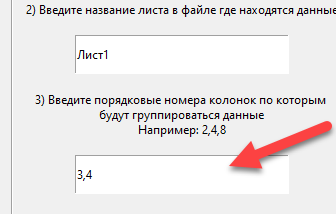 2) Введите название листа в файле где находятся данные
Лист1
3) Введите порядковые номера колонок по которым
будут группироваться данные
Например: 2,4,8
3,4